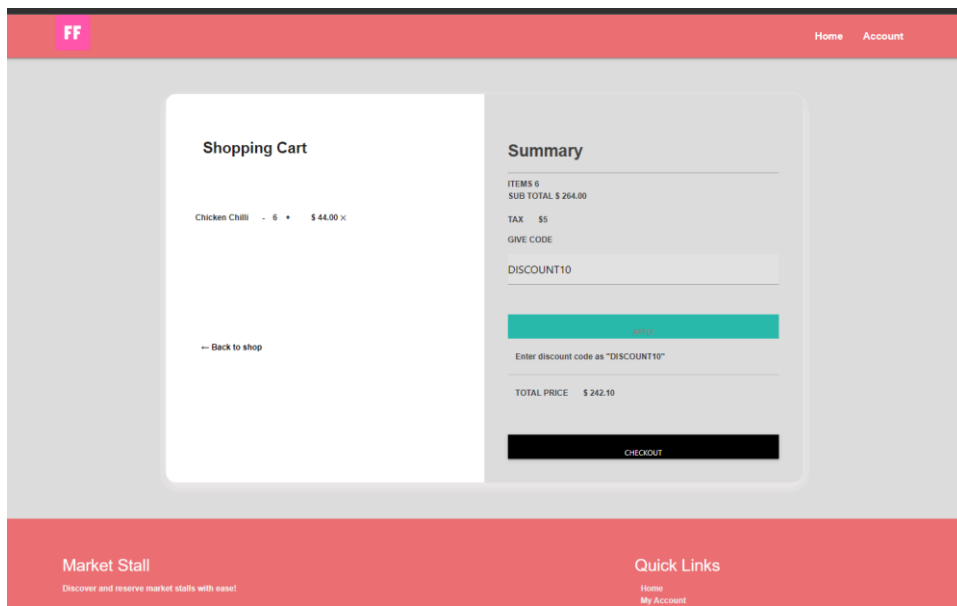 FF
Home Account
Shopping Cart
Chicken Chilli - 6 + $ 44.00 ×
← Back to shop
Summary
ITEMS 6
SUB TOTAL $ 264.00
TAX $5
GIVE CODE
DISCOUNT10
APPLY
Enter discount code as "DISCOUNT10"
TOTAL PRICE $ 242.10
CHECKOUT
Market Stall
Discover and reserve market stalls with ease!
Quick Links
Home
My Account